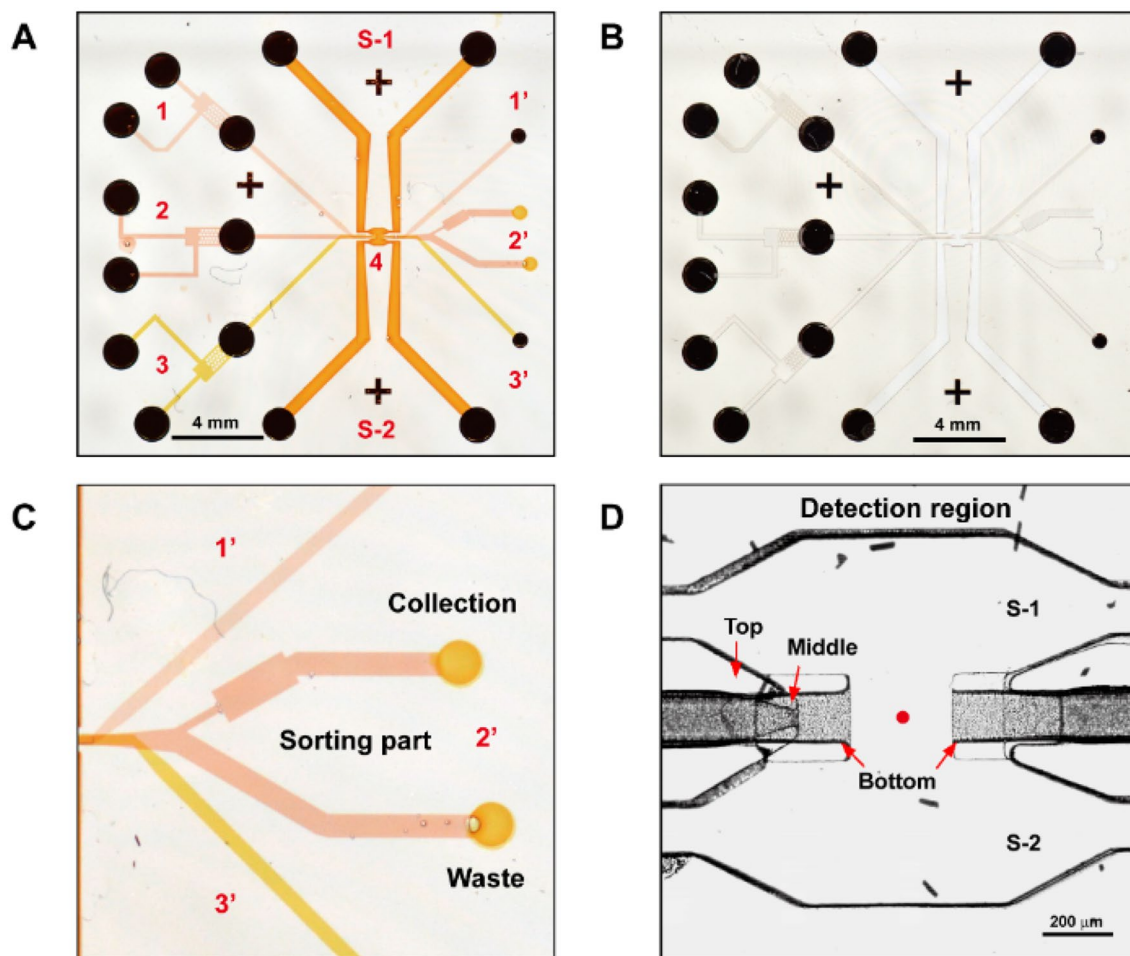 A
S-1
1
1'
2
2'
4
3
3'
4 mm
S-2
B
4 mm
C
1'
Collection
Sorting part
2'
3'
Waste
D
Detection region
S-1
Top
Middle
Bottom
S-2
200 µm